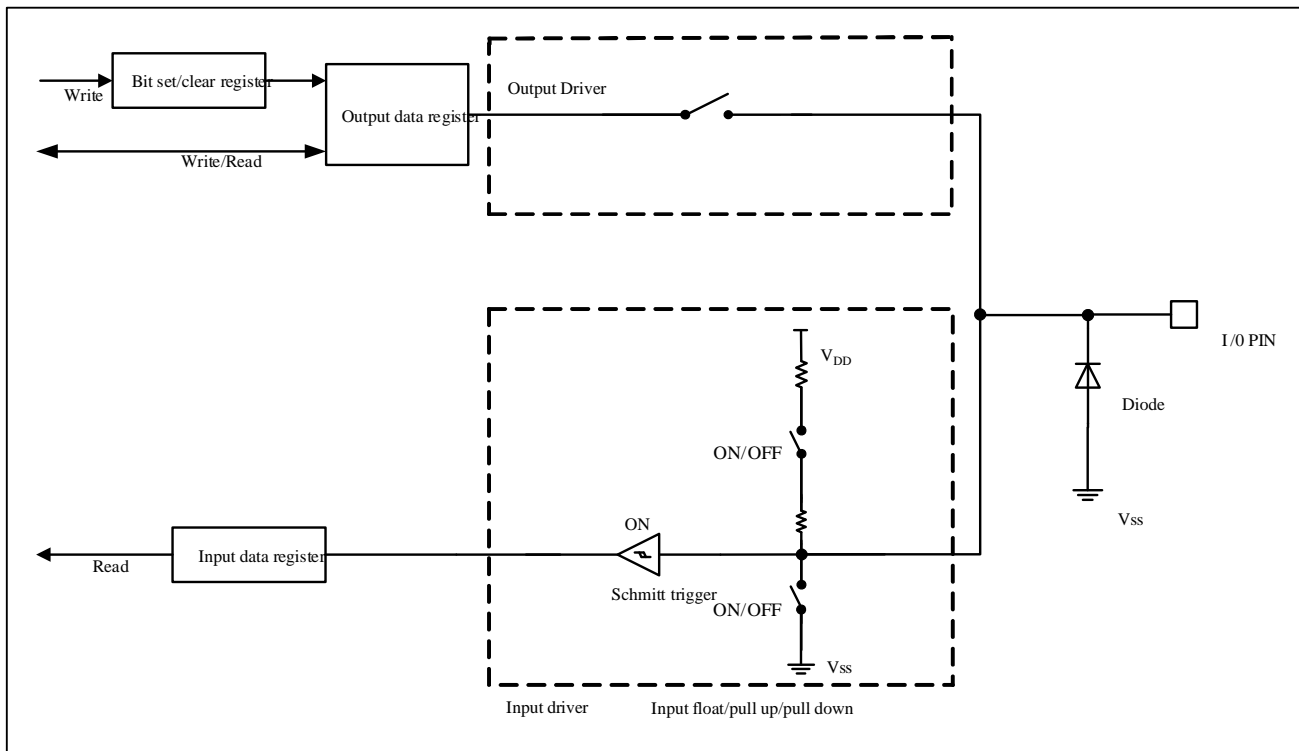 Bit set/clear register
Write
Output data register
Write/Read
Output Driver
I/0 PIN
Diode
Vss
VDD
ON/OFF
ON
Schmitt trigger
ON/OFF
Vss
Input data register
Read
Input driver
Input float/pull up/pull down